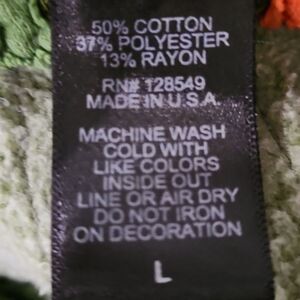 50% COTTON
37% POLYESTER
13% RAYON
RN# 128549
MADE IN U.S.A.
MACHINE WASH
COLD WITH
LIKE COLORS
INSIDE OUT
LINE OR AIR DRY
DO NOT IRON
ON DECORATION
L